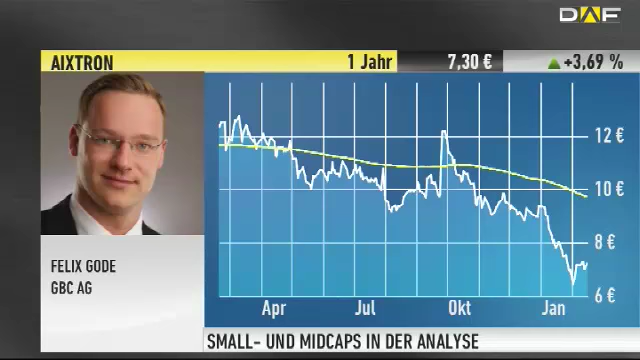 DAF
AIXTRON 1 Jahr 7,30 € +3,69 %
12 €
10 €
8 €
6 €
Apr Jul Okt Jan
FELIX GODE
GBC AG
SMALL- UND MIDCAPS IN DER ANALYSE